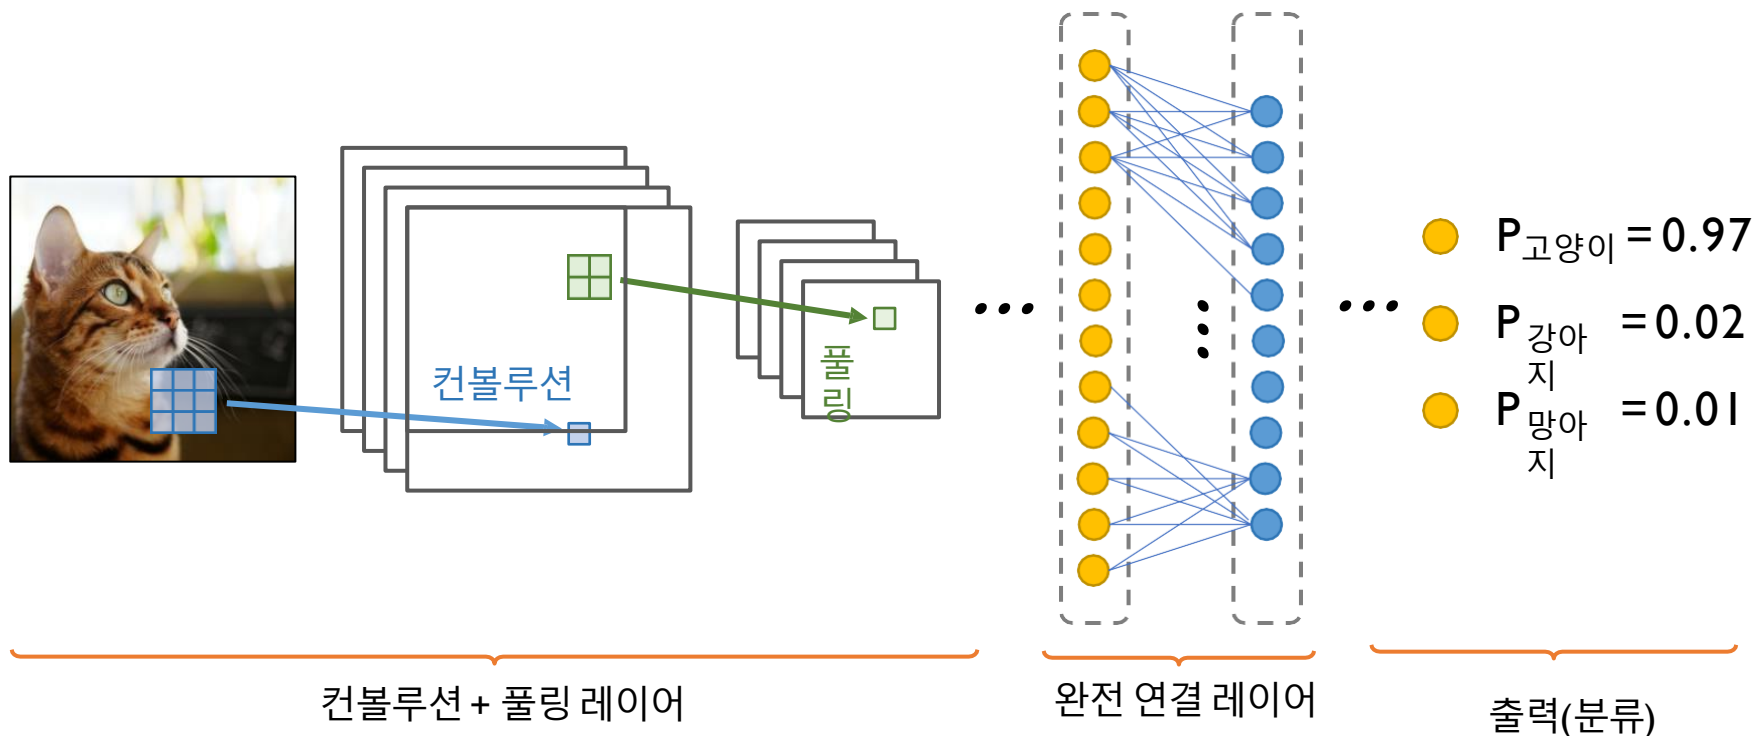 컨볼루션
풀
링
P고양이 = 0.97
P강아
지 = 0.02
P망아
지 = 0.01
컨볼루션 + 풀링 레이어
완전 연결 레이어
출력(분류)